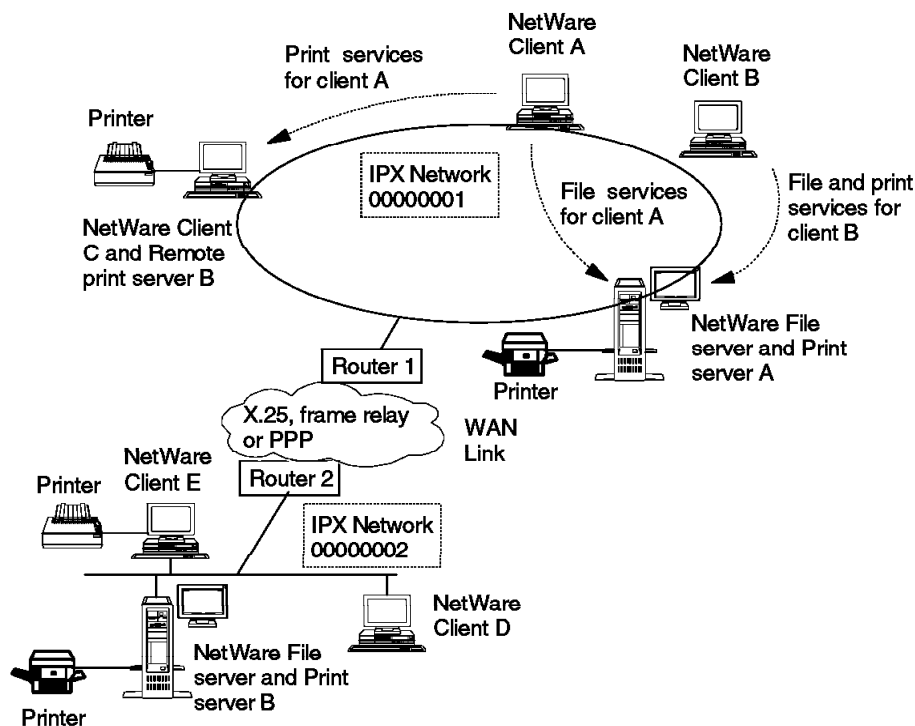 NetWare
Client A
Print services
for client A
NetWare
Client B
Printer
IPX Network
00000001
File services
for client A
File and print
services for
client B
NetWare Client
C and Remote
print server B
NetWare File
server and Print
server A
Router 1
Printer
X.25, frame relay
or PPP
WAN
Link
NetWare
Client E
Router 2
Printer
IPX Network
00000002
NetWare
Client D
NetWare File
server and Print
server B
Printer